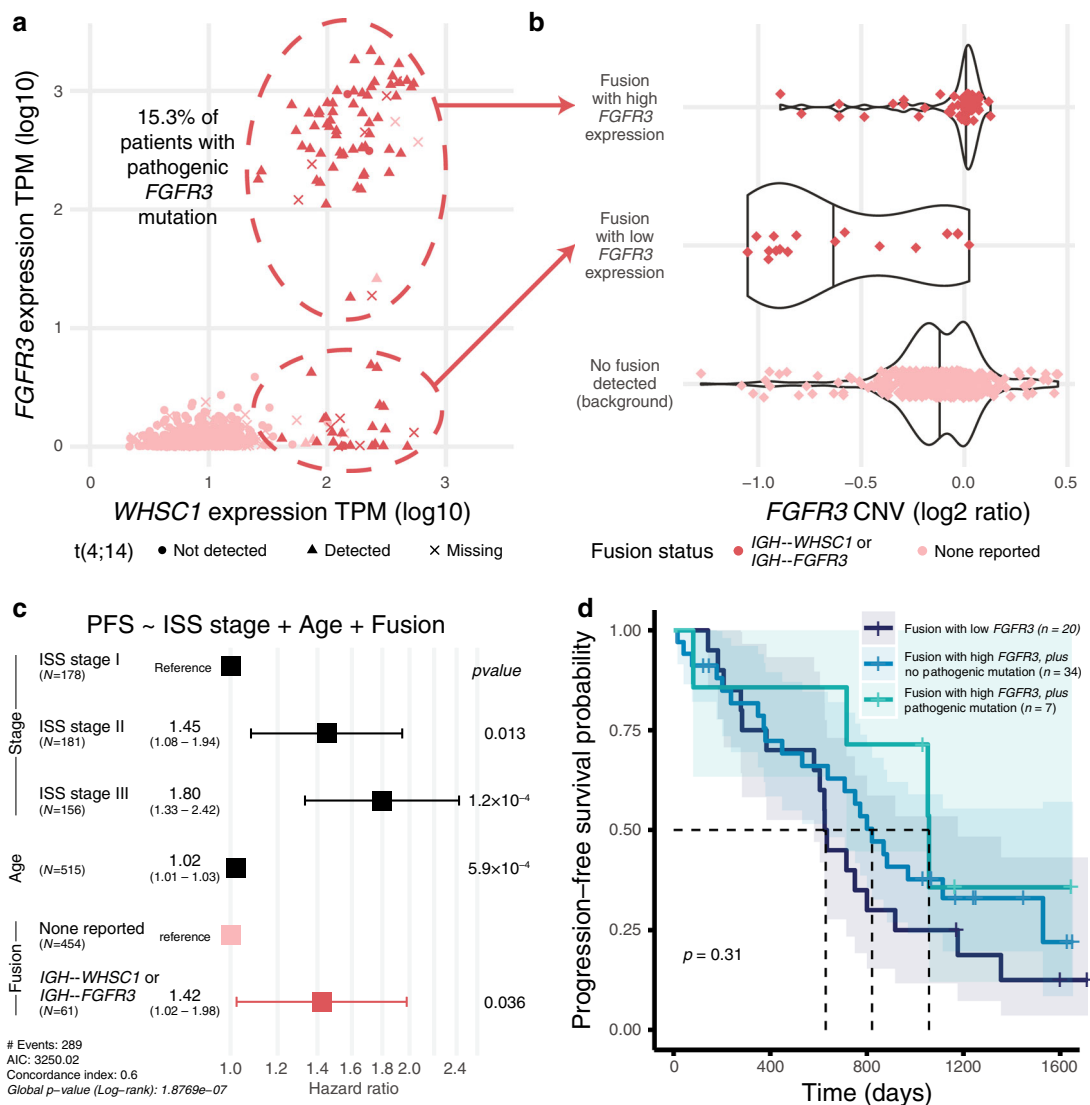 a
FGFR3 expression TPM (log10)
3
2
1
0
15.3% of
patients with
pathogenic
FGFR3
mutation
0
1
2
3
WHSC1 expression TPM (log10)
t(4;14)
Not detected
Detected
Missing
b
Fusion
with high
FGFR3
expression
Fusion
with low
FGFR3
expression
No fusion
detected
(background)
−1.0
−0.5
0.0
FGFR3 CNV (log2 ratio)
Fusion status
IGH--WHSC1 or
IGH--FGFR3
None reported
c
PFS ~ ISS stage + Age + Fusion
pvalue
Stage
ISS stage I
(N=178)
Reference
ISS stage II
(N=181)
1.45
(1.08 – 1.94)
0.013
ISS stage III
(N=156)
1.80
(1.33 – 2.42)
1.2×10⁻⁴
Age
(N=515)
1.02
(1.01 – 1.03)
5.9×10⁻⁴
Fusion
None reported
(N=454)
reference
IGH--WHSC1 or
IGH--FGFR3
(N=61)
1.42
(1.02 – 1.98)
0.036
# Events: 289
AIC: 3250.02
Concordance index: 0.6
Global p−value (Log−rank): 1.8769e−07
1.0
1.2
1.4
1.6
1.8
2.0
2.4
Hazard ratio
d
Progression−free survival probability
1.00
0.75
0.50
0.25
0.00
Fusion with low FGFR3 (n = 20)
Fusion with high FGFR3, plus
no pathogenic mutation (n = 34)
Fusion with high FGFR3, plus
pathogenic mutation (n = 7)
p = 0.31
0
400
800
1200
1600
Time (days)